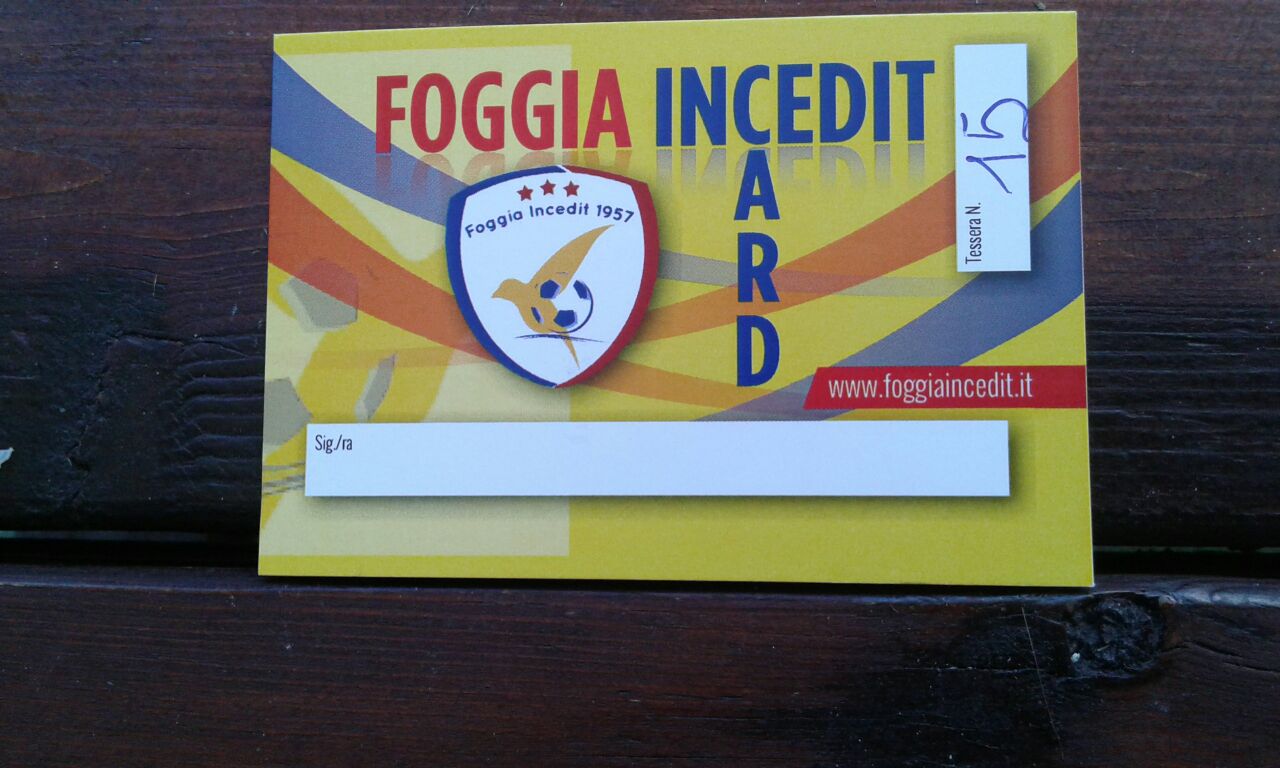 FOGGIA INCEDIT
CARD
Foggia Incedit 1957
Tessera N. 15
www.foggiaincedit.it
Sig./ra